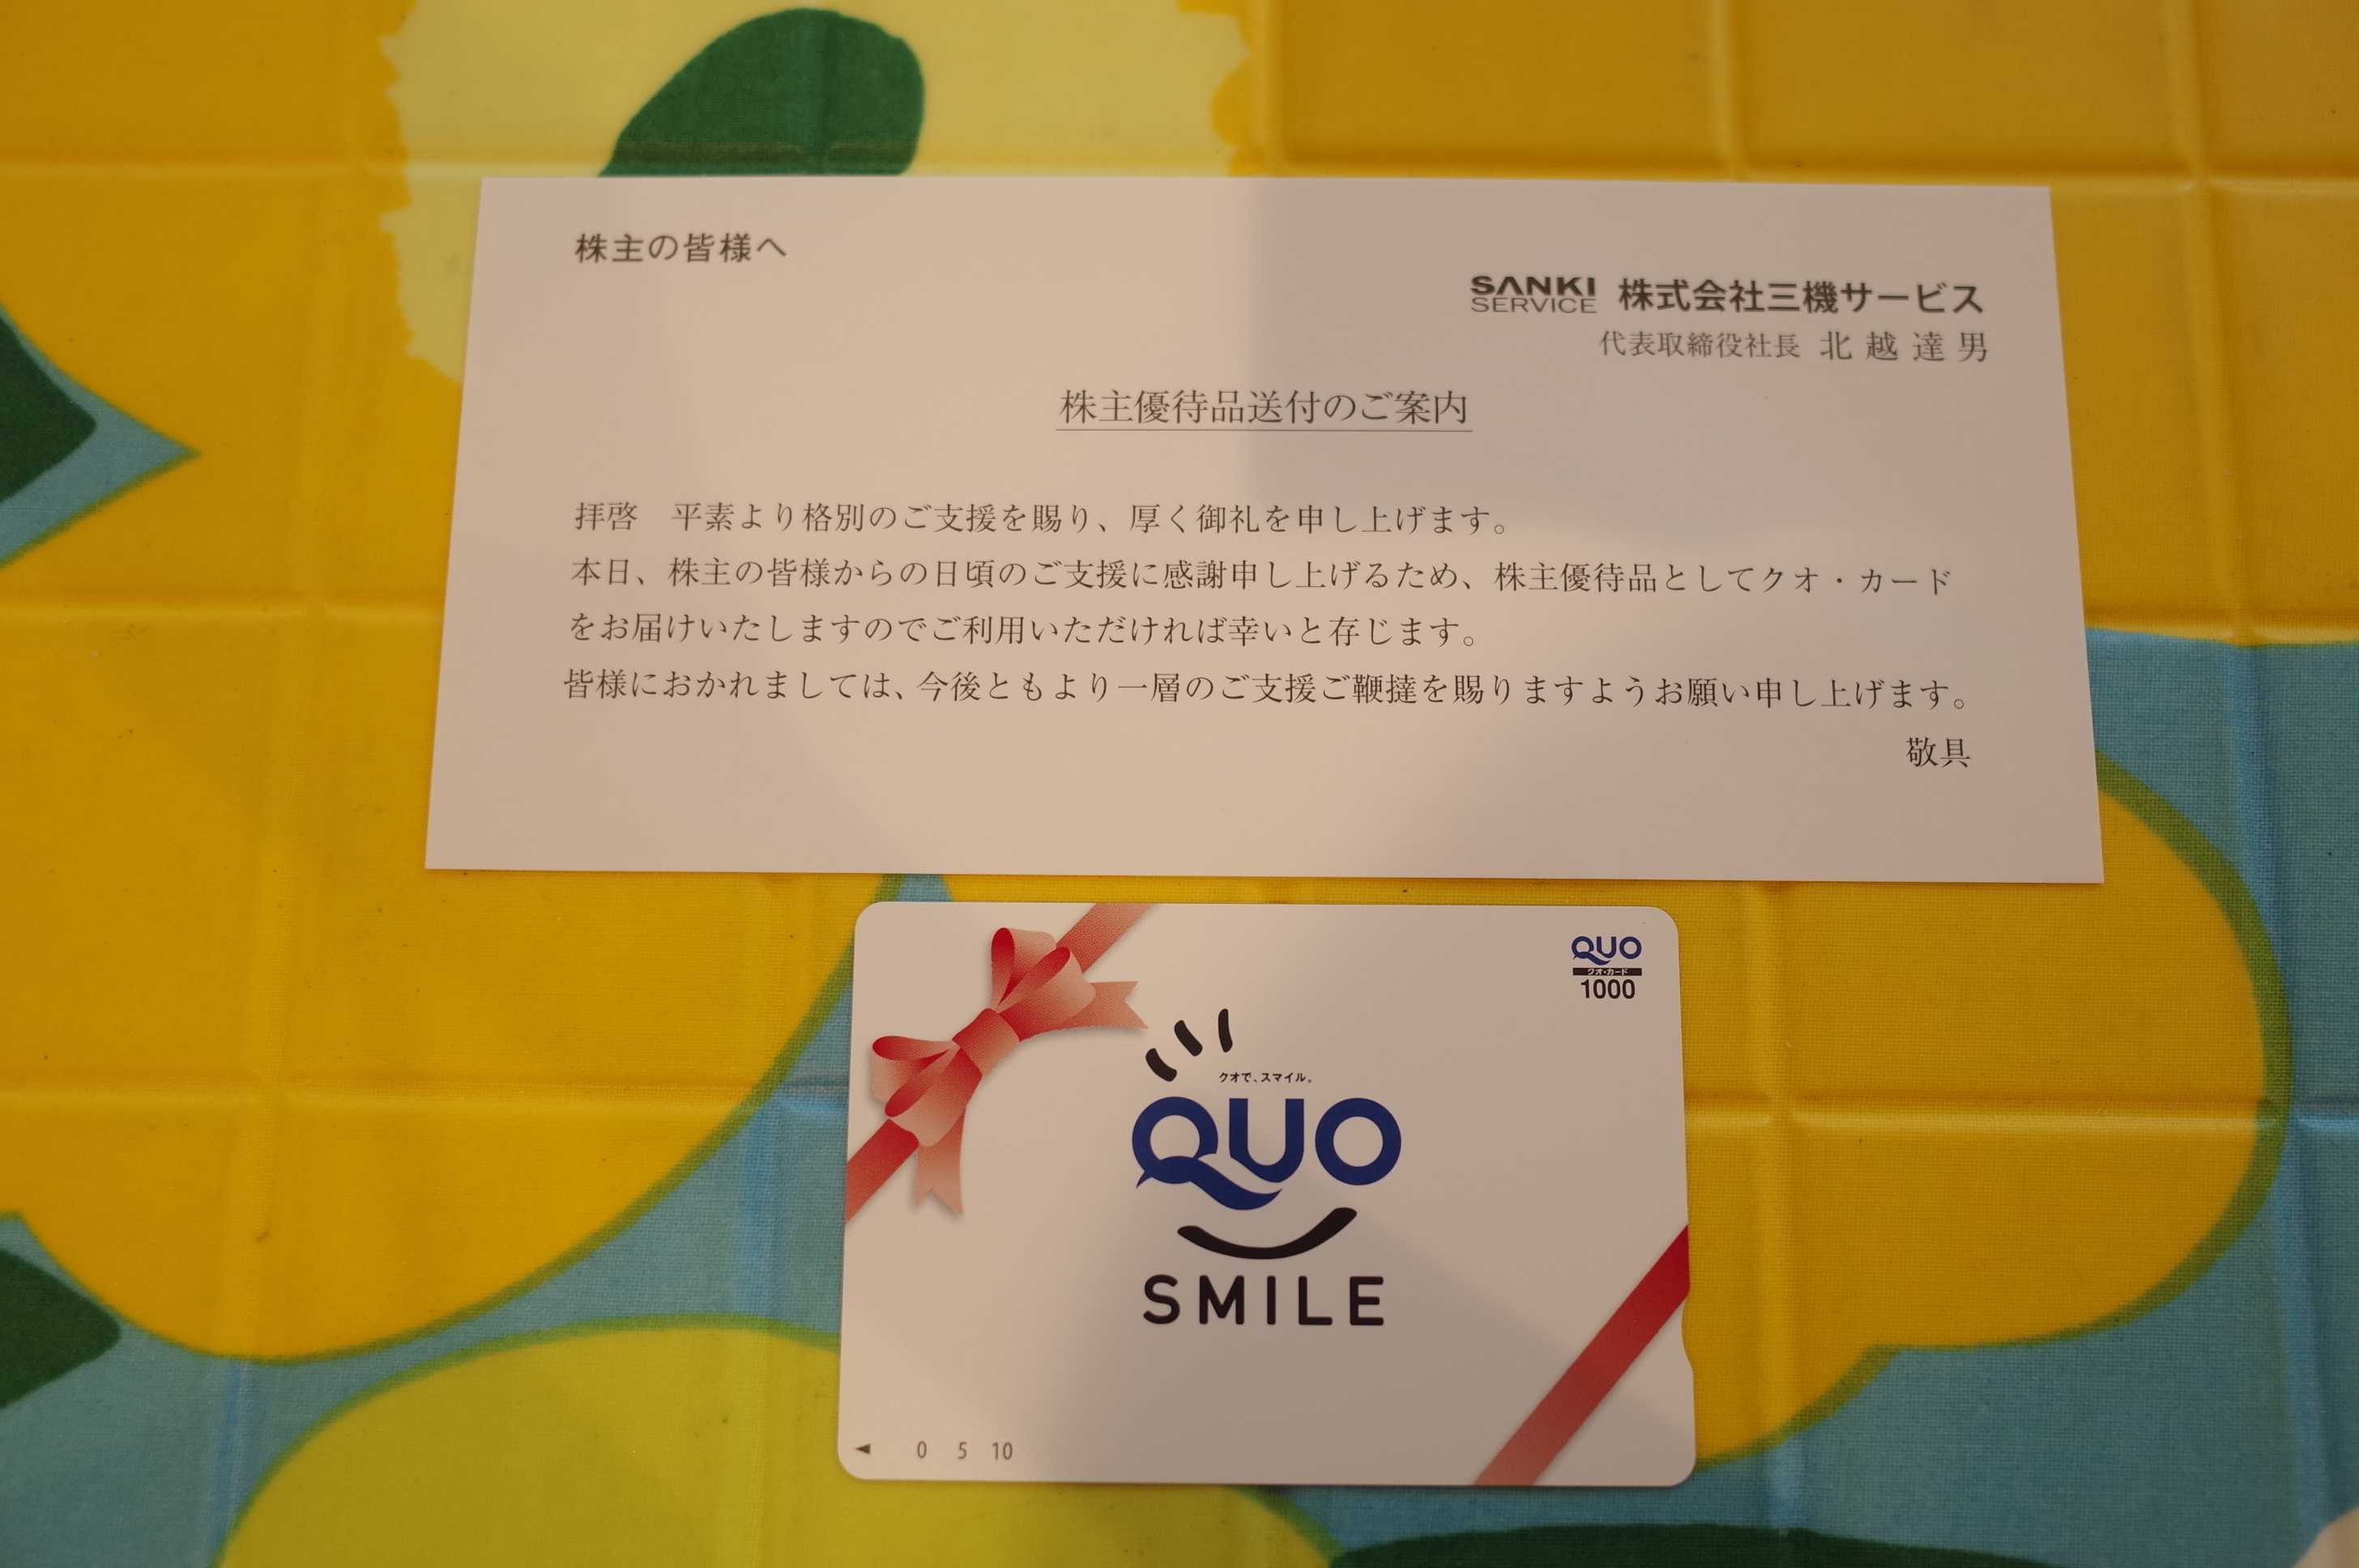 株主の皆様へ
SANKI SERVICE 株式会社三機サービス
代表取締役社長 北越達男
株主優待品送付のご案内
拝啓 平素より格別のご支援を賜り、厚く御礼を申し上げます。
本日、株主の皆様からの日頃のご支援に感謝申し上げるため、株主優待品としてクオ・カード
をお届けいたしますのでご利用いただければ幸いと存じます。
皆様におかれましては、今後ともより一層のご支援ご鞭撻を賜りますようお願い申し上げます。
敬具
QUO
クオ・カード
1000
クオで、スマイル。
QUO
SMILE
◄ 0 5 10